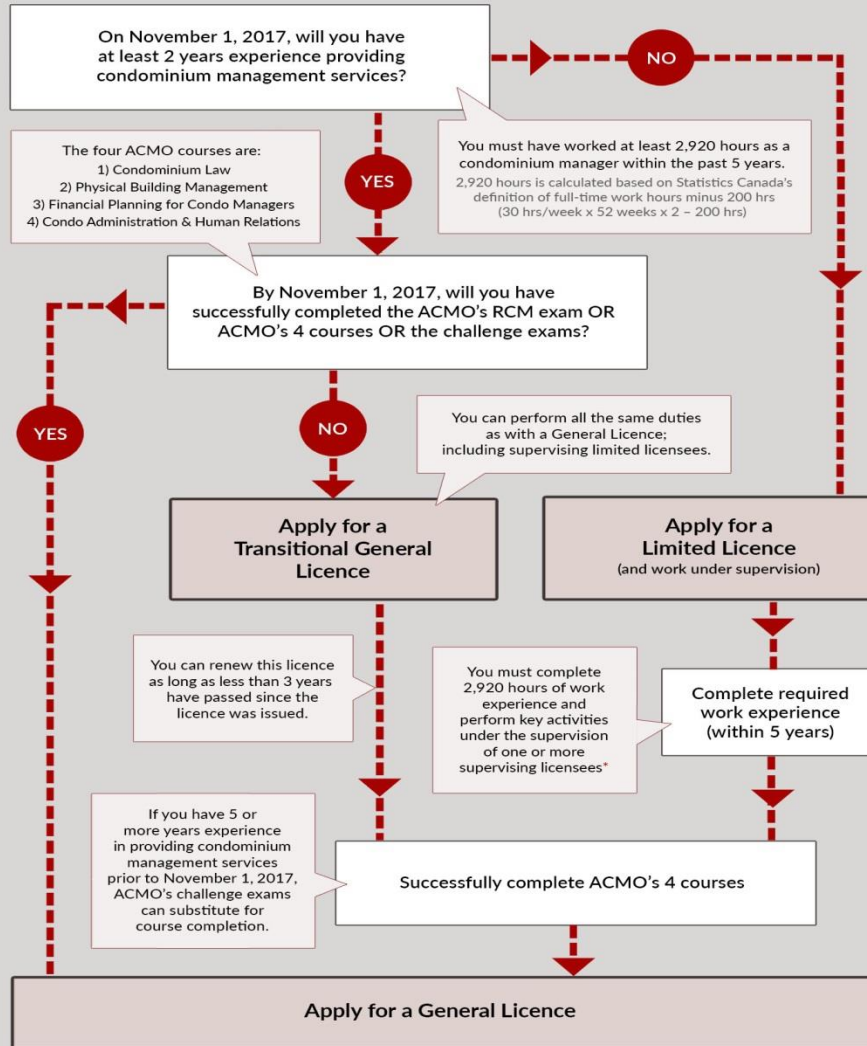 On November 1, 2017, will you have
at least 2 years experience providing
condominium management services?
NO
The four ACMO courses are:
1) Condominium Law
2) Physical Building Management
3) Financial Planning for Condo Managers
4) Condo Administration & Human Relations
YES
You must have worked at least 2,920 hours as a
condominium manager within the past 5 years.
2,920 hours is calculated based on Statistics Canada's
definition of full-time work hours minus 200 hrs
(30 hrs/week x 52 weeks x 2 – 200 hrs)
By November 1, 2017, will you have
successfully completed the ACMO's RCM exam OR
ACMO's 4 courses OR the challenge exams?
YES
NO
You can perform all the same duties
as with a General Licence;
including supervising limited licensees.
Apply for a
Transitional General
Licence
Apply for a
Limited Licence
(and work under supervision)
You can renew this licence
as long as less than 3 years
have passed since the
licence was issued.
You must complete
2,920 hours of work
experience and
perform key activities
under the supervision
of one or more
supervising licensees*
Complete required
work experience
(within 5 years)
If you have 5 or
more years experience
in providing condominium
management services
prior to November 1, 2017,
ACMO's challenge exams
can substitute for
course completion.
Successfully complete ACMO's 4 courses
Apply for a General Licence